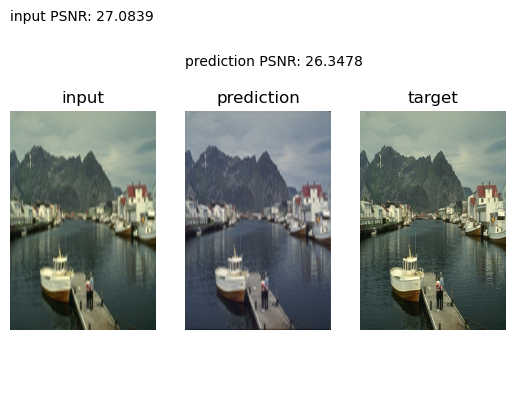 input PSNR: 27.0839
prediction PSNR: 26.3478
input
prediction
target